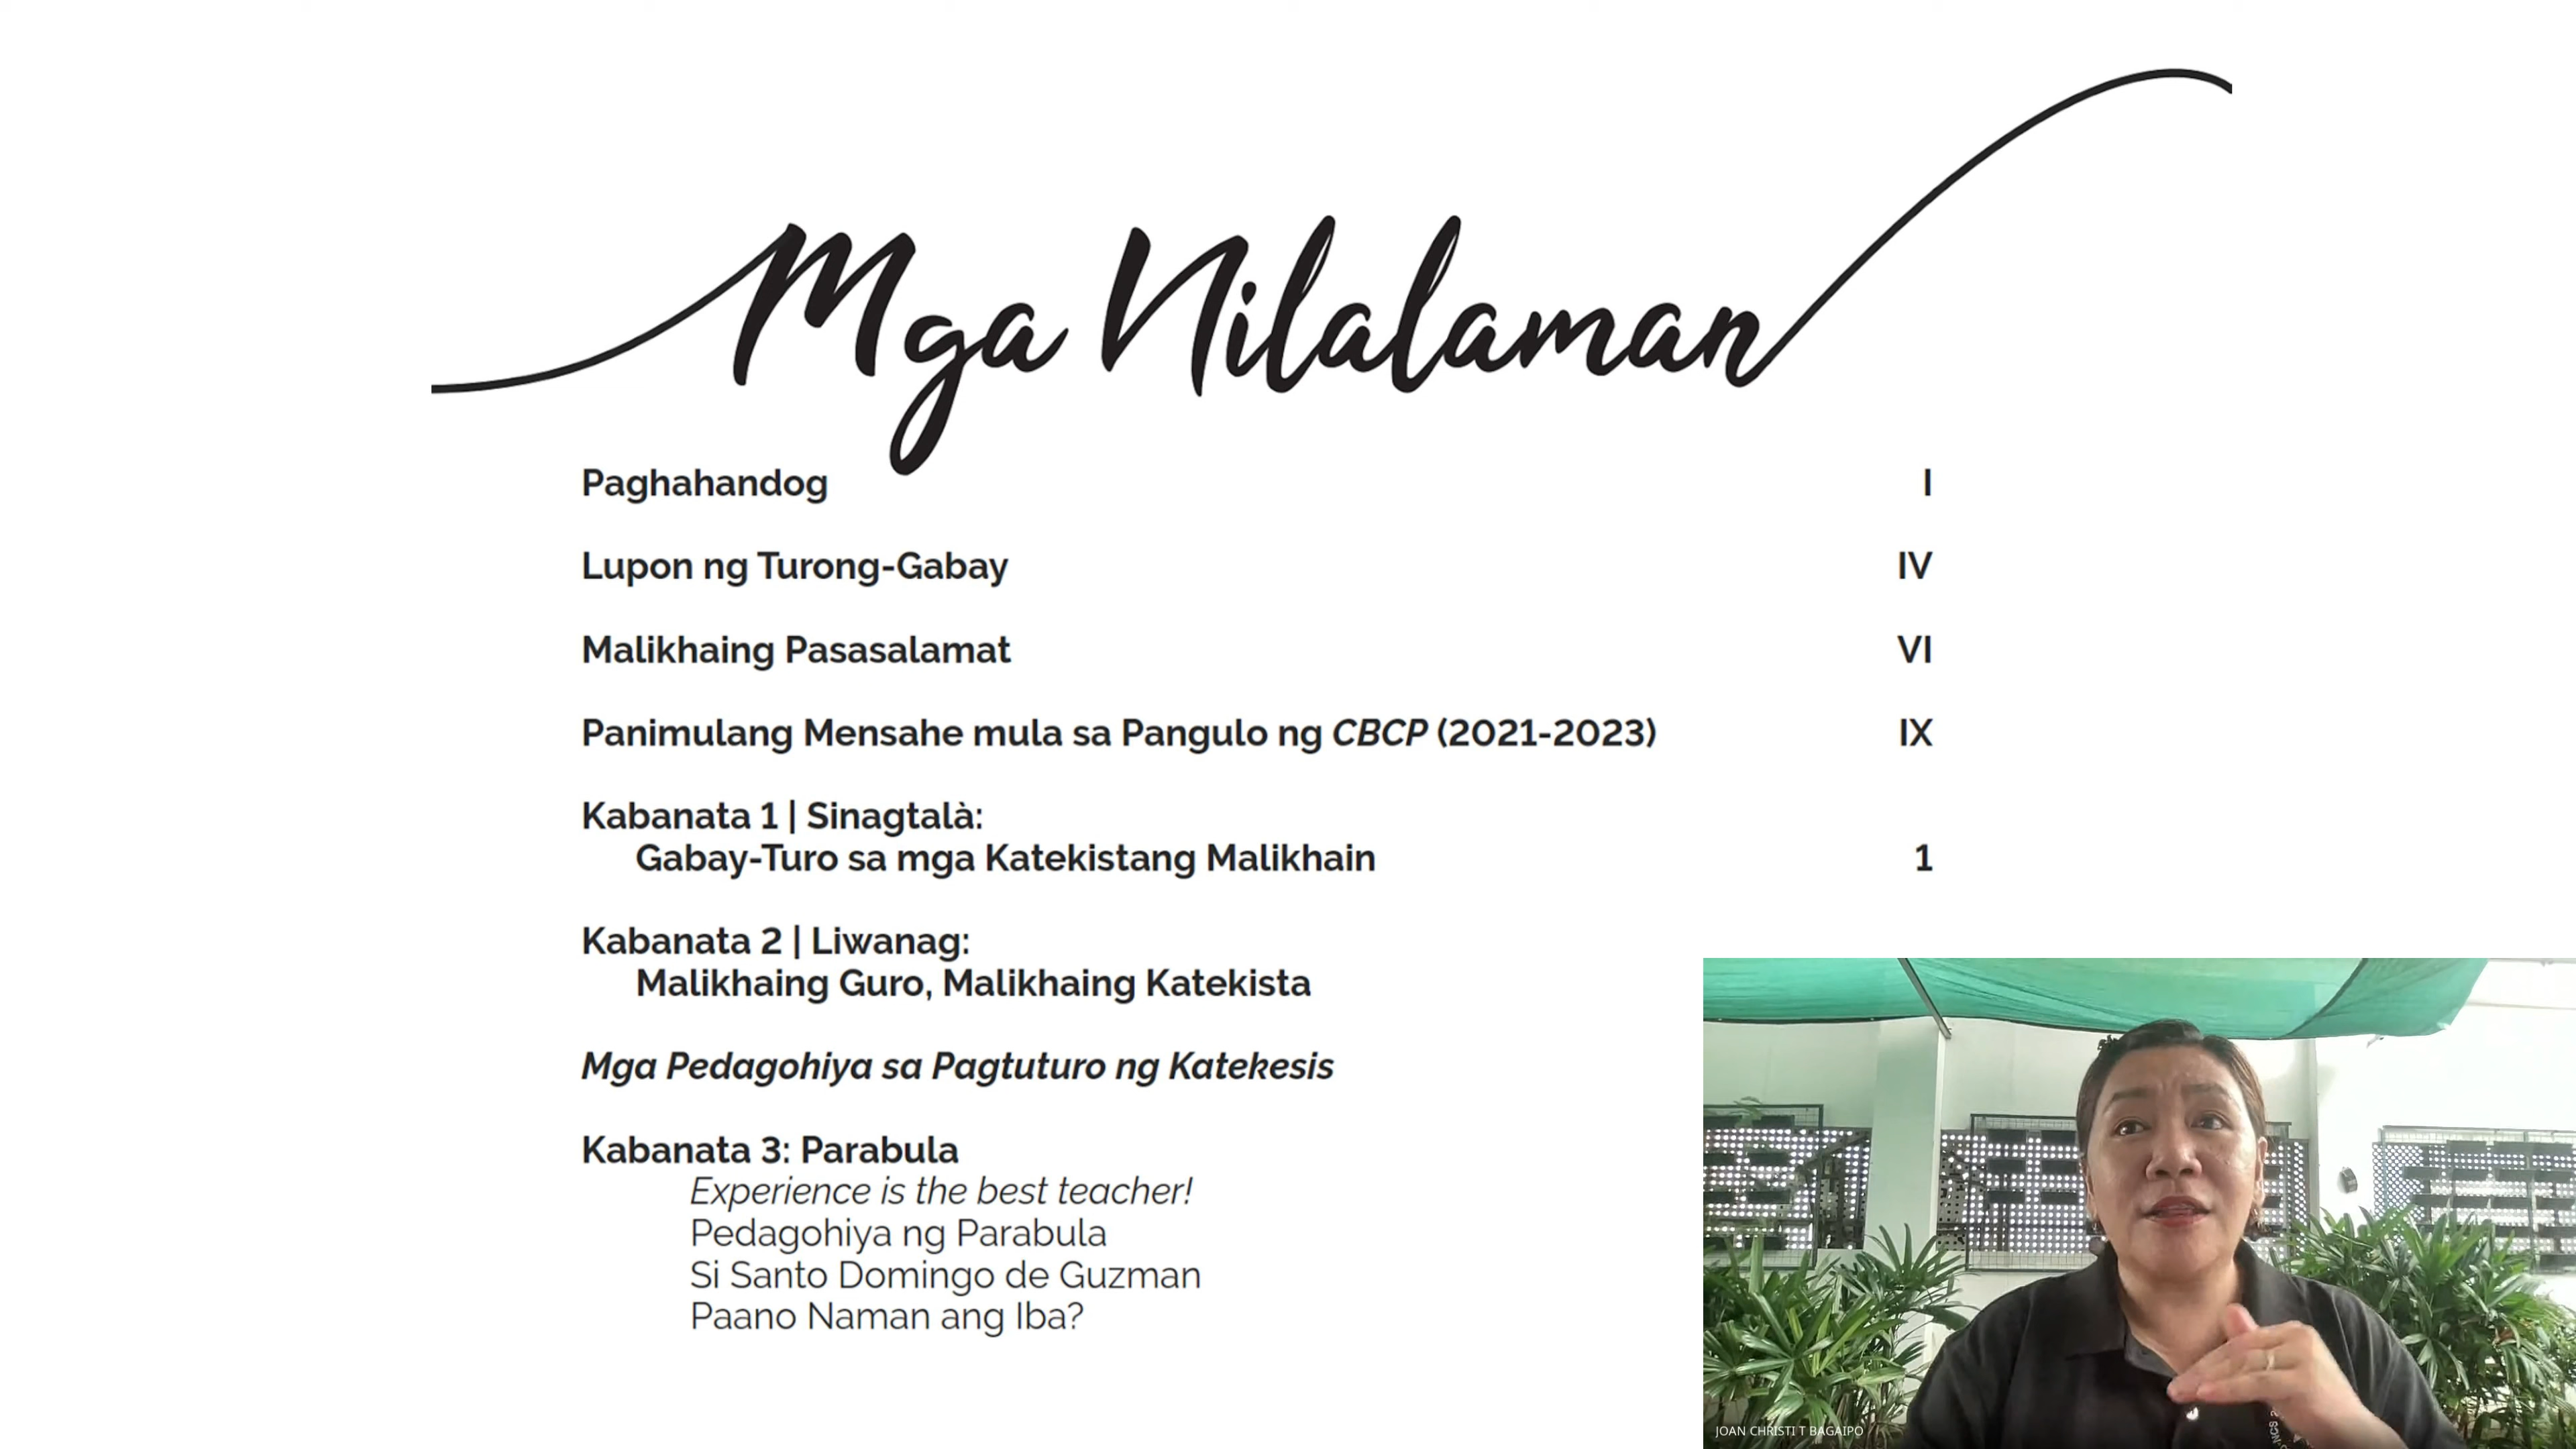 Mga Nilalaman
Paghahandog I
Lupon ng Turong-Gabay IV
Malikhaing Pasasalamat VI
Panimulang Mensahe mula sa Pangulo ng CBCP (2021-2023) IX
Kabanata 1 | Sinagtalà:
Gabay-Turo sa mga Katekistang Malikhain 1
Kabanata 2 | Liwanag:
Malikhaing Guro, Malikhaing Katekista
Mga Pedagohiya sa Pagtuturo ng Katekesis
Kabanata 3: Parabula
Experience is the best teacher!
Pedagohiya ng Parabula
Si Santo Domingo de Guzman
Paano Naman ang Iba?
JOAN CHRISTI T BAGAIPO